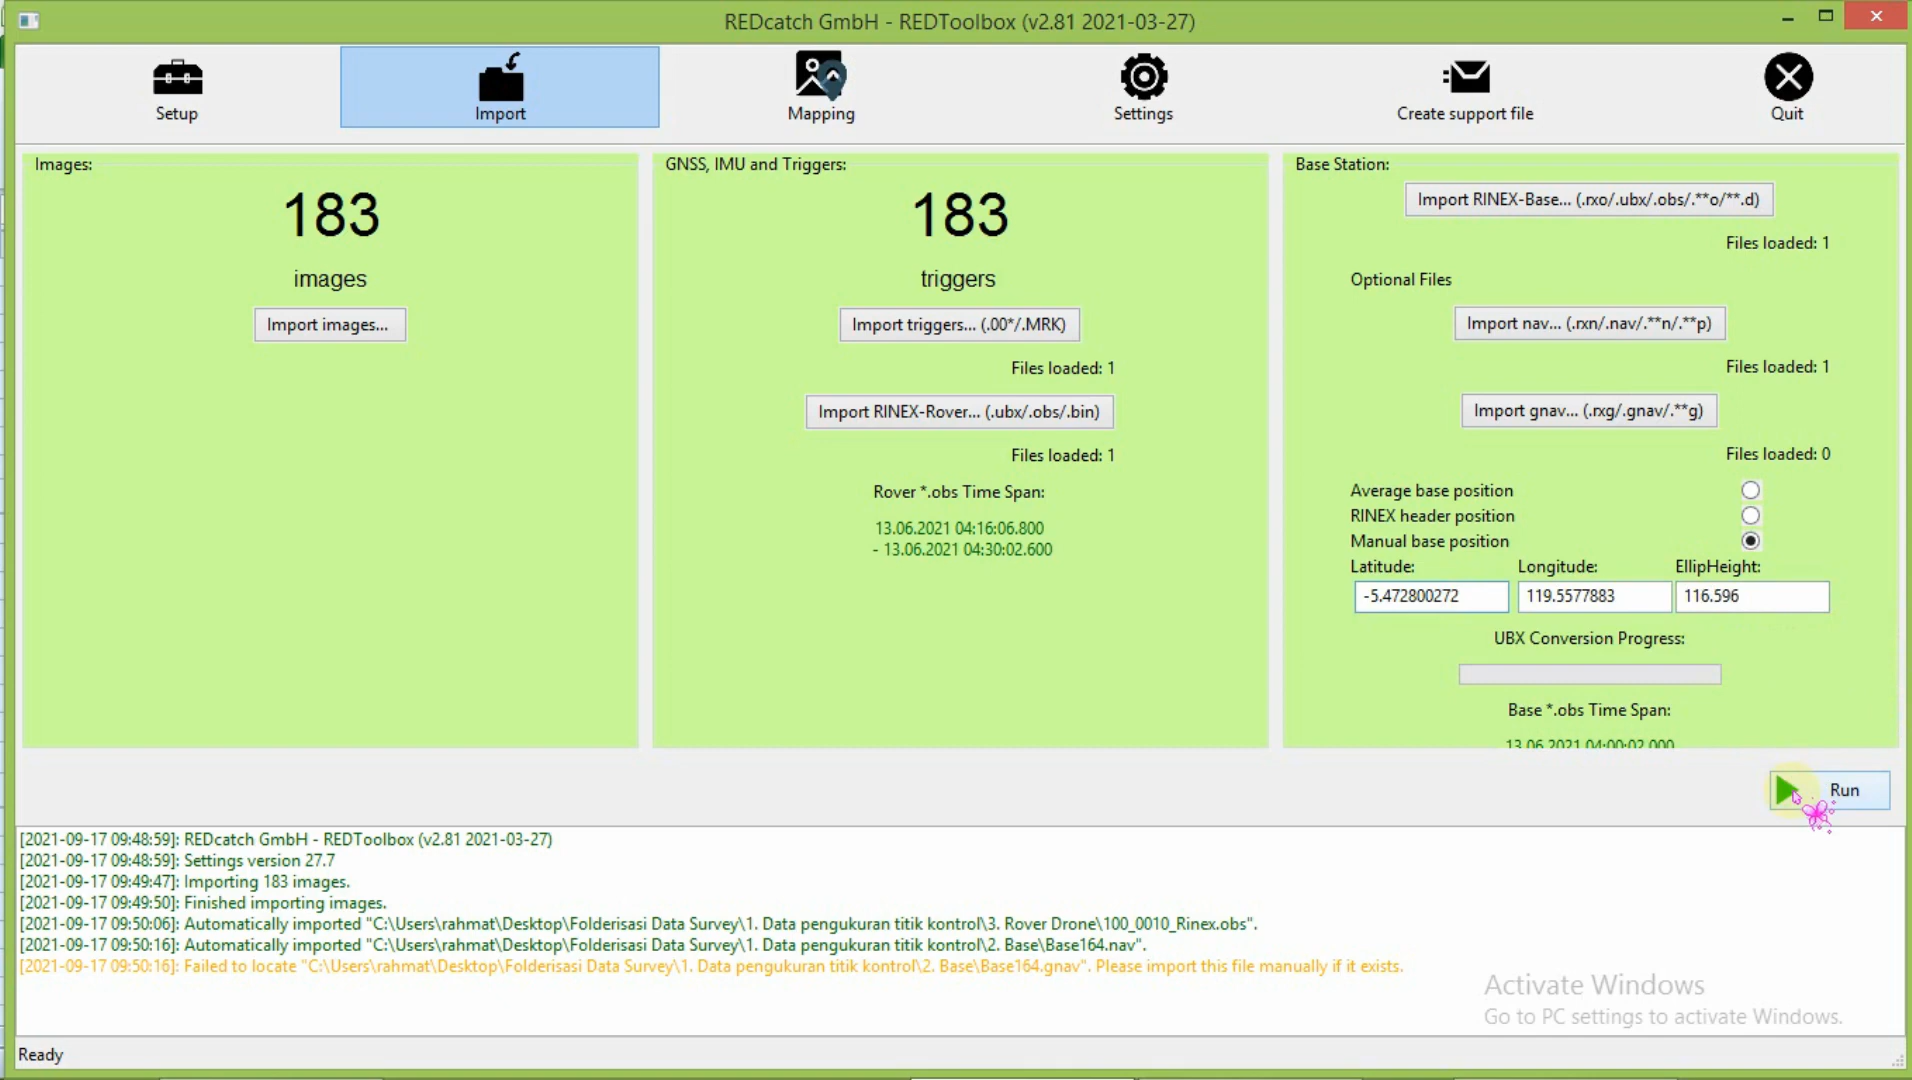 REDcatch GmbH - REDToolbox (v2.81 2021-03-27)
Setup
Import
Mapping
Settings
Create support file
Quit
Images:
183
images
Import images...
GNSS, IMU and Triggers:
183
triggers
Import triggers... (.00*/.MRK)
Files loaded: 1
Import RINEX-Rover... (.ubx/.obs/.bin)
Files loaded: 1
Rover *.obs Time Span:
13.06.2021 04:16:06.800
- 13.06.2021 04:30:02.600
Base Station:
Import RINEX-Base... (.rxo/.ubx/.obs/.**o/**.d)
Files loaded: 1
Optional Files
Import nav... (.rxn/.nav/.**n/.**p)
Files loaded: 1
Import gnav... (.rxg/.gnav/.**g)
Files loaded: 0
Average base position
RINEX header position
Manual base position
Latitude: Longitude: EllipHeight:
-5.472800272 119.5577883 116.596
UBX Conversion Progress:
Base *.obs Time Span:
13.06.2021 04:00:02.000
Run
[2021-09-17 09:48:59]: REDcatch GmbH - REDToolbox (v2.81 2021-03-27)
[2021-09-17 09:48:59]: Settings version 27.7
[2021-09-17 09:49:47]: Importing 183 images.
[2021-09-17 09:49:50]: Finished importing images.
[2021-09-17 09:50:06]: Automatically imported "C:\Users\rahmat\Desktop\Folderisasi Data Survey\1. Data pengukuran titik kontrol\3. Rover Drone\100_0010_Rinex.obs".
[2021-09-17 09:50:16]: Automatically imported "C:\Users\rahmat\Desktop\Folderisasi Data Survey\1. Data pengukuran titik kontrol\2. Base\Base164.nav".
[2021-09-17 09:50:16]: Failed to locate "C:\Users\rahmat\Desktop\Folderisasi Data Survey\1. Data pengukuran titik kontrol\2. Base\Base164.gnav". Please import this file manually if it exists.
Activate Windows
Go to PC settings to activate Windows.
Ready